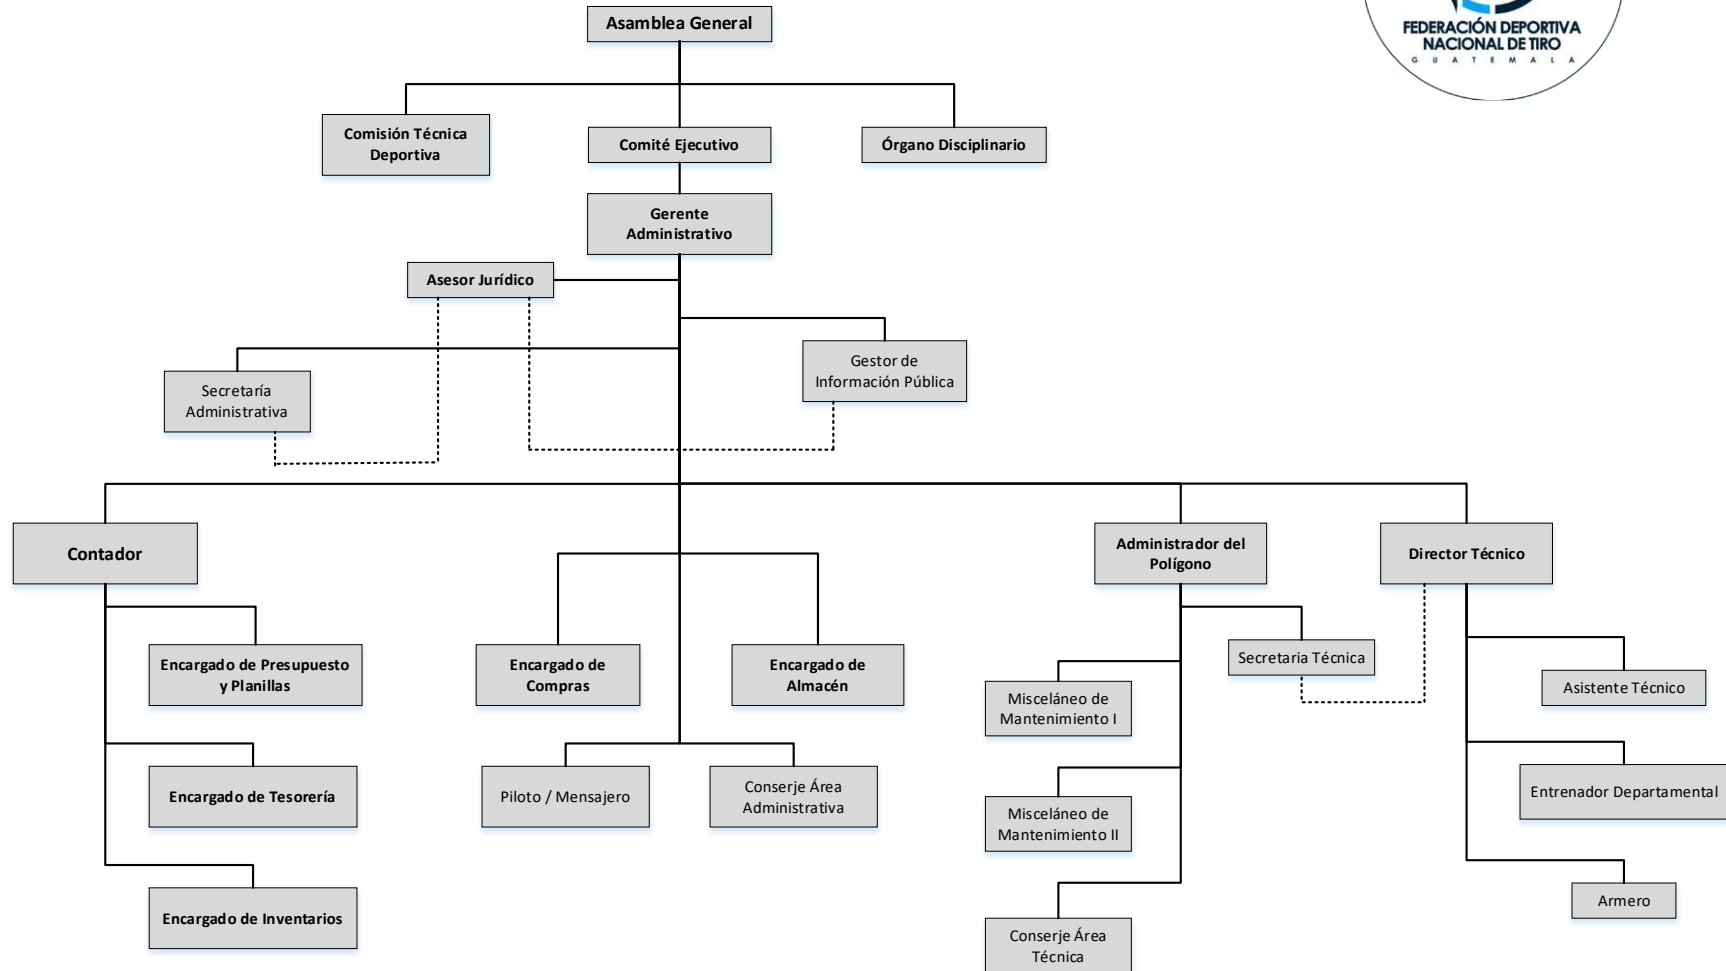 Asamblea General
FEDERACIÓN DEPORTIVA
NACIONAL DE TIRO
GUATEMALA
Comisión Técnica
Deportiva
Comité Ejecutivo
Órgano Disciplinario
Gerente
Administrativo
Asesor Jurídico
Gestor de
Información Pública
Secretaría
Administrativa
Contador
Administrador del
Polígono
Director Técnico
Encargado de Presupuesto
y Planillas
Encargado de
Compras
Encargado de
Almacén
Secretaria Técnica
Misceláneo de
Mantenimiento I
Asistente Técnico
Encargado de Tesorería
Piloto / Mensajero
Conserje Área
Administrativa
Misceláneo de
Mantenimiento II
Entrenador Departamental
Encargado de Inventarios
Conserje Área
Técnica
Armero